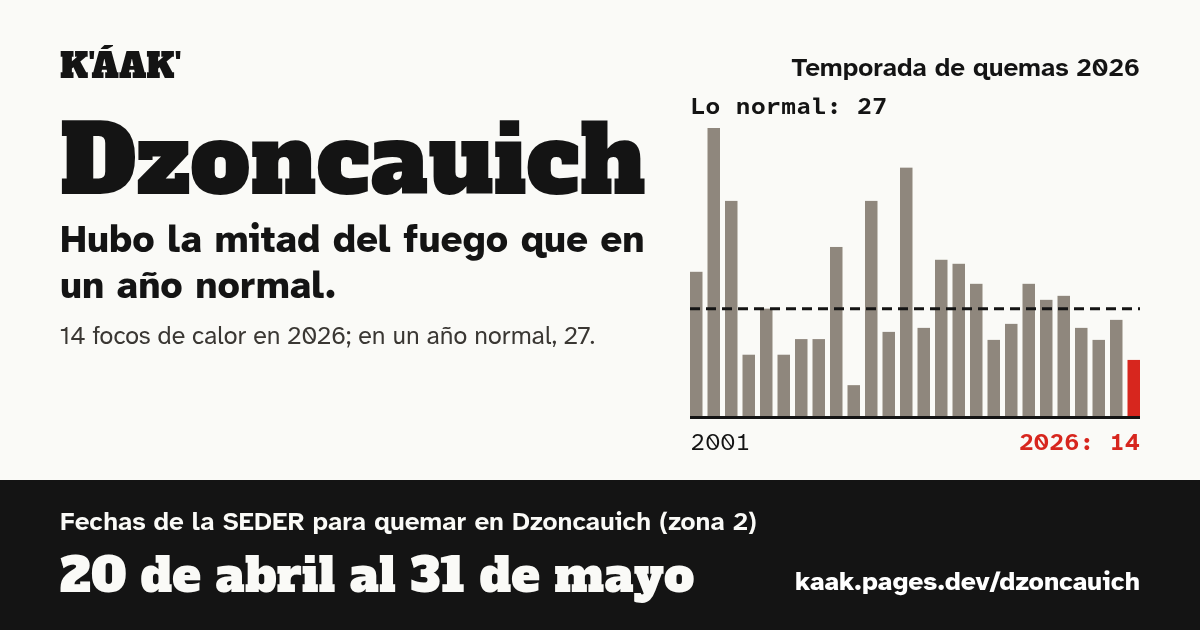 K'ÁAK'
Temporada de quemas 2026
Dzoncauich
Hubo la mitad del fuego que en
un año normal.
14 focos de calor en 2026; en un año normal, 27.
Lo normal: 27
2001
2026: 14
Fechas de la SEDER para quemar en Dzoncauich (zona 2)
20 de abril al 31 de mayo
kaak.pages.dev/dzoncauich